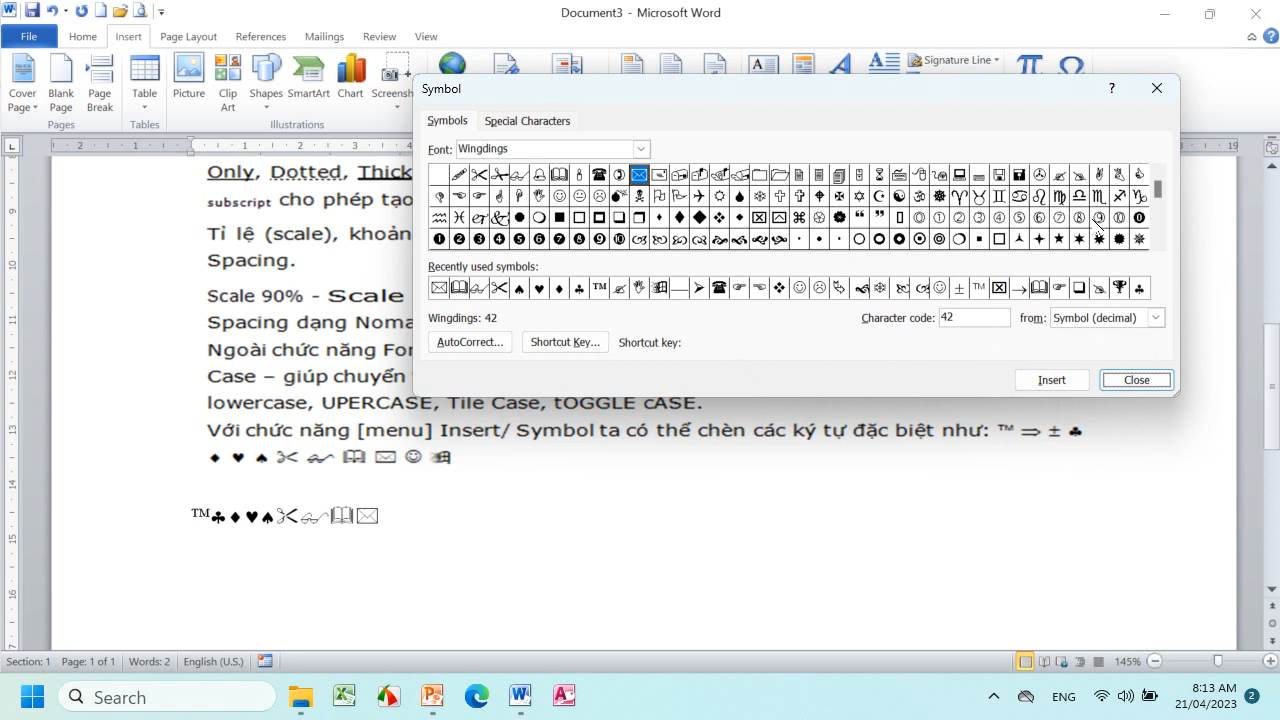 Document3 - Microsoft Word
File Home Insert Page Layout References Mailings Review View
Cover Page Blank Page Page Break Table Picture Clip Art Shapes SmartArt Chart Screensh Signature Line
Pages Tables Illustrations
Symbol
Symbols Special Characters
Font: Wingdings
Recently used symbols:
Wingdings: 42 Character code: 42 from: Symbol (decimal)
AutoCorrect... Shortcut Key... Shortcut key:
Insert Close
Only, Dotted, Thick
subscript cho phép tạo
Tỉ lệ (scale), khoản
Spacing.
Scale 90% - Scale
Spacing dạng Noma
Ngoài chức năng For
Case – giúp chuyển
lowercase, UPERCASE, Tile Case, tOGGLE cASE.
Với chức năng [menu] Insert/ Symbol ta có thể chèn các ký tự đặc biệt như: ™ ⇒ ± ♣
♦ ♥ ♠ ✂ 👓 🕮 ✉ ☺
™♣♦♥♠✂👓🕮✉
Section: 1 Page: 1 of 1 Words: 2 English (U.S.) 145%
Search ENG 8:13 AM 2
21/04/2023